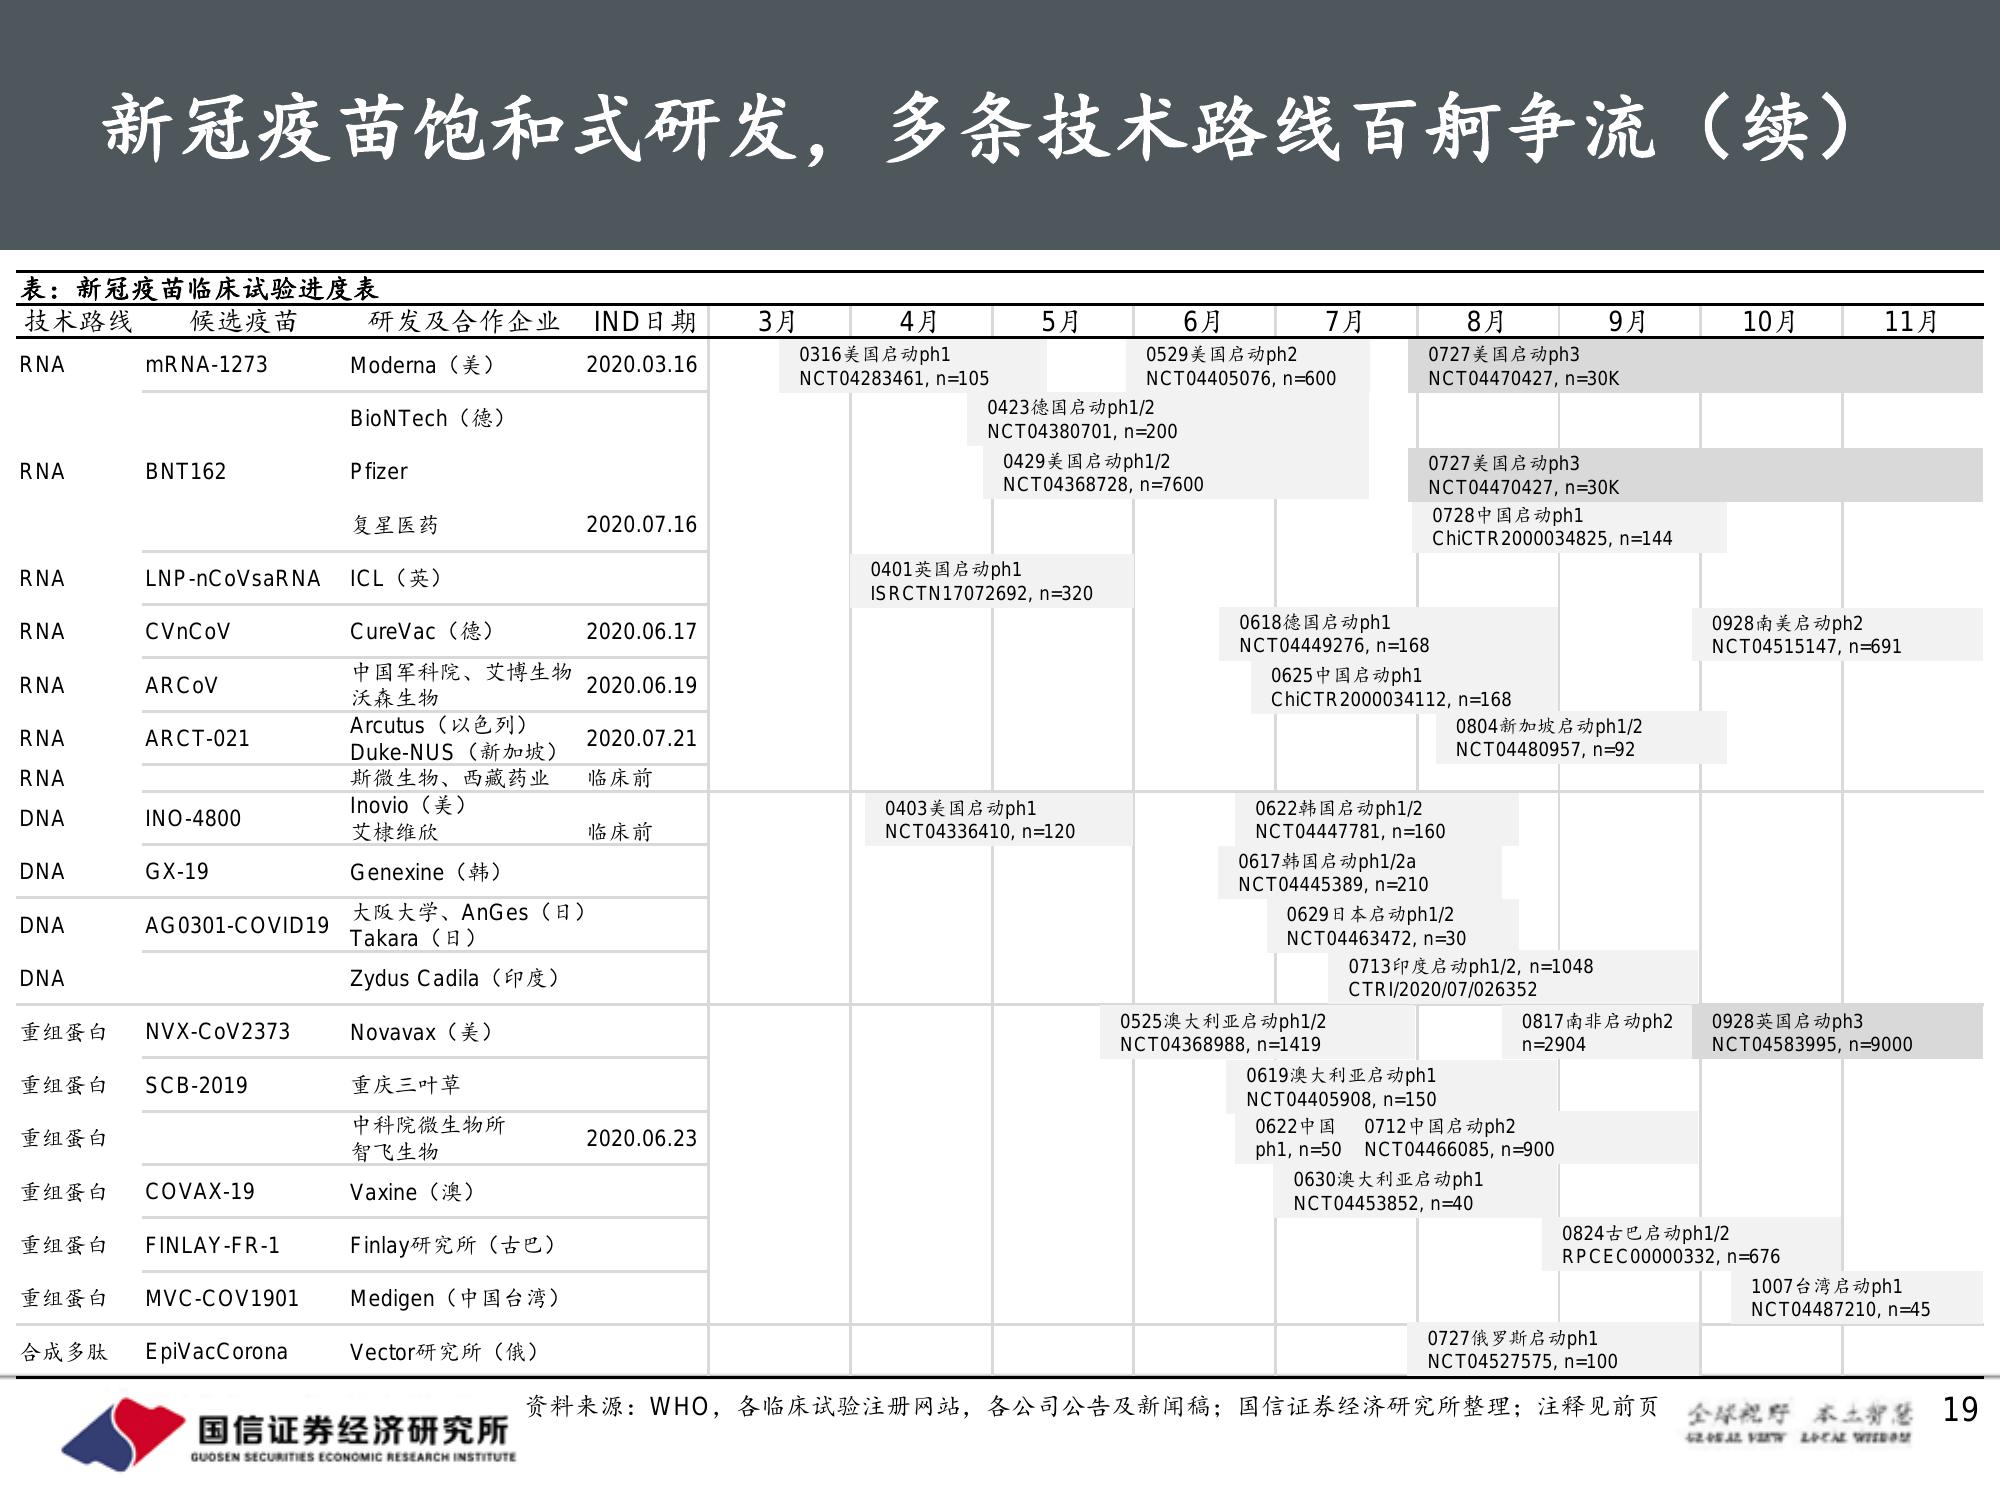 新冠疫苗饱和式研发，多条技术路线百舸争流（续）
表：新冠疫苗临床试验进度表
技术路线 候选疫苗 研发及合作企业 IND日期 3月 4月 5月 6月 7月 8月 9月 10月 11月
RNA mRNA-1273 Moderna（美） 2020.03.16
0316美国启动ph1
NCT04283461, n=105
0529美国启动ph2
NCT04405076, n=600
0727美国启动ph3
NCT04470427, n=30K
BioNTech（德）
0423德国启动ph1/2
NCT04380701, n=200
RNA BNT162 Pfizer
0429美国启动ph1/2
NCT04368728, n=7600
0727美国启动ph3
NCT04470427, n=30K
复星医药 2020.07.16
0728中国启动ph1
ChiCTR2000034825, n=144
RNA LNP-nCoVsaRNA ICL（英）
0401英国启动ph1
ISRCTN17072692, n=320
RNA CVnCoV CureVac（德） 2020.06.17
0618德国启动ph1
NCT04449276, n=168
0928南美启动ph2
NCT04515147, n=691
RNA ARCoV 中国军科院、艾博生物
沃森生物 2020.06.19
0625中国启动ph1
ChiCTR2000034112, n=168
RNA ARCT-021 Arcutus（以色列）
Duke-NUS（新加坡） 2020.07.21
0804新加坡启动ph1/2
NCT04480957, n=92
RNA 斯微生物、西藏药业 临床前
DNA INO-4800 Inovio（美）
艾棣维欣 临床前
0403美国启动ph1
NCT04336410, n=120
0622韩国启动ph1/2
NCT04447781, n=160
DNA GX-19 Genexine（韩）
0617韩国启动ph1/2a
NCT04445389, n=210
DNA AG0301-COVID19 大阪大学、AnGes（日）
Takara（日）
0629日本启动ph1/2
NCT04463472, n=30
DNA Zydus Cadila（印度）
0713印度启动ph1/2, n=1048
CTRI/2020/07/026352
重组蛋白 NVX-CoV2373 Novavax（美）
0525澳大利亚启动ph1/2
NCT04368988, n=1419
0817南非启动ph2
n=2904
0928英国启动ph3
NCT04583995, n=9000
重组蛋白 SCB-2019 重庆三叶草
0619澳大利亚启动ph1
NCT04405908, n=150
重组蛋白 中科院微生物所
智飞生物 2020.06.23
0622中国
ph1, n=50
0712中国启动ph2
NCT04466085, n=900
重组蛋白 COVAX-19 Vaxine（澳）
0630澳大利亚启动ph1
NCT04453852, n=40
重组蛋白 FINLAY-FR-1 Finlay研究所（古巴）
0824古巴启动ph1/2
RPCEC00000332, n=676
重组蛋白 MVC-COV1901 Medigen（中国台湾）
1007台湾启动ph1
NCT04487210, n=45
合成多肽 EpiVacCorona Vector研究所（俄）
0727俄罗斯启动ph1
NCT04527575, n=100
资料来源：WHO，各临床试验注册网站，各公司公告及新闻稿；国信证券经济研究所整理；注释见前页
国信证券经济研究所
GUOSEN SECURITIES ECONOMIC RESEARCH INSTITUTE
全球视野 本土智慧
GLOBAL VIEW LOCAL WISDOM
19